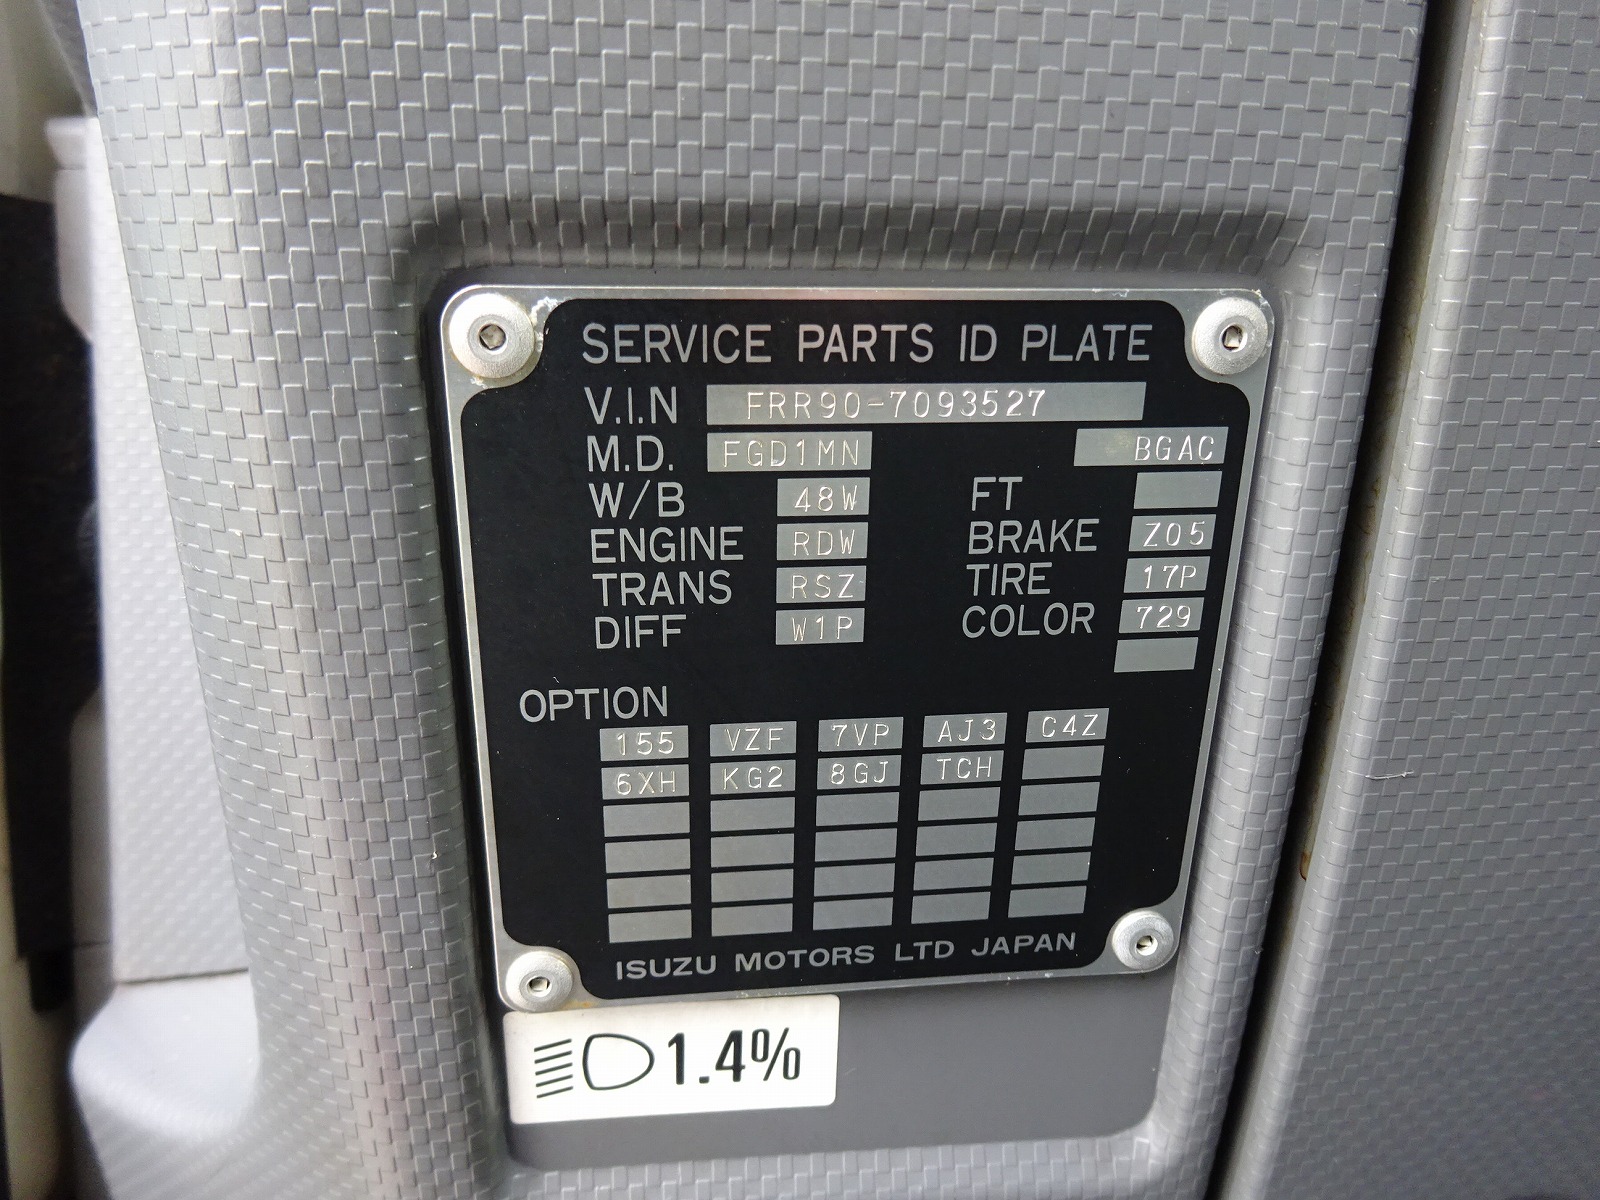 SERVICE PARTS ID PLATE
V.I.N FRR90-7093527
M.D. FGD1MN BGAC
W/B 48W FT
ENGINE RDW BRAKE Z05
TRANS RSZ TIRE 17P
DIFF W1P COLOR 729
OPTION
155 VZF 7VP AJ3 C4Z
6XH KG2 8GJ TCH
ISUZU MOTORS LTD JAPAN
1.4%